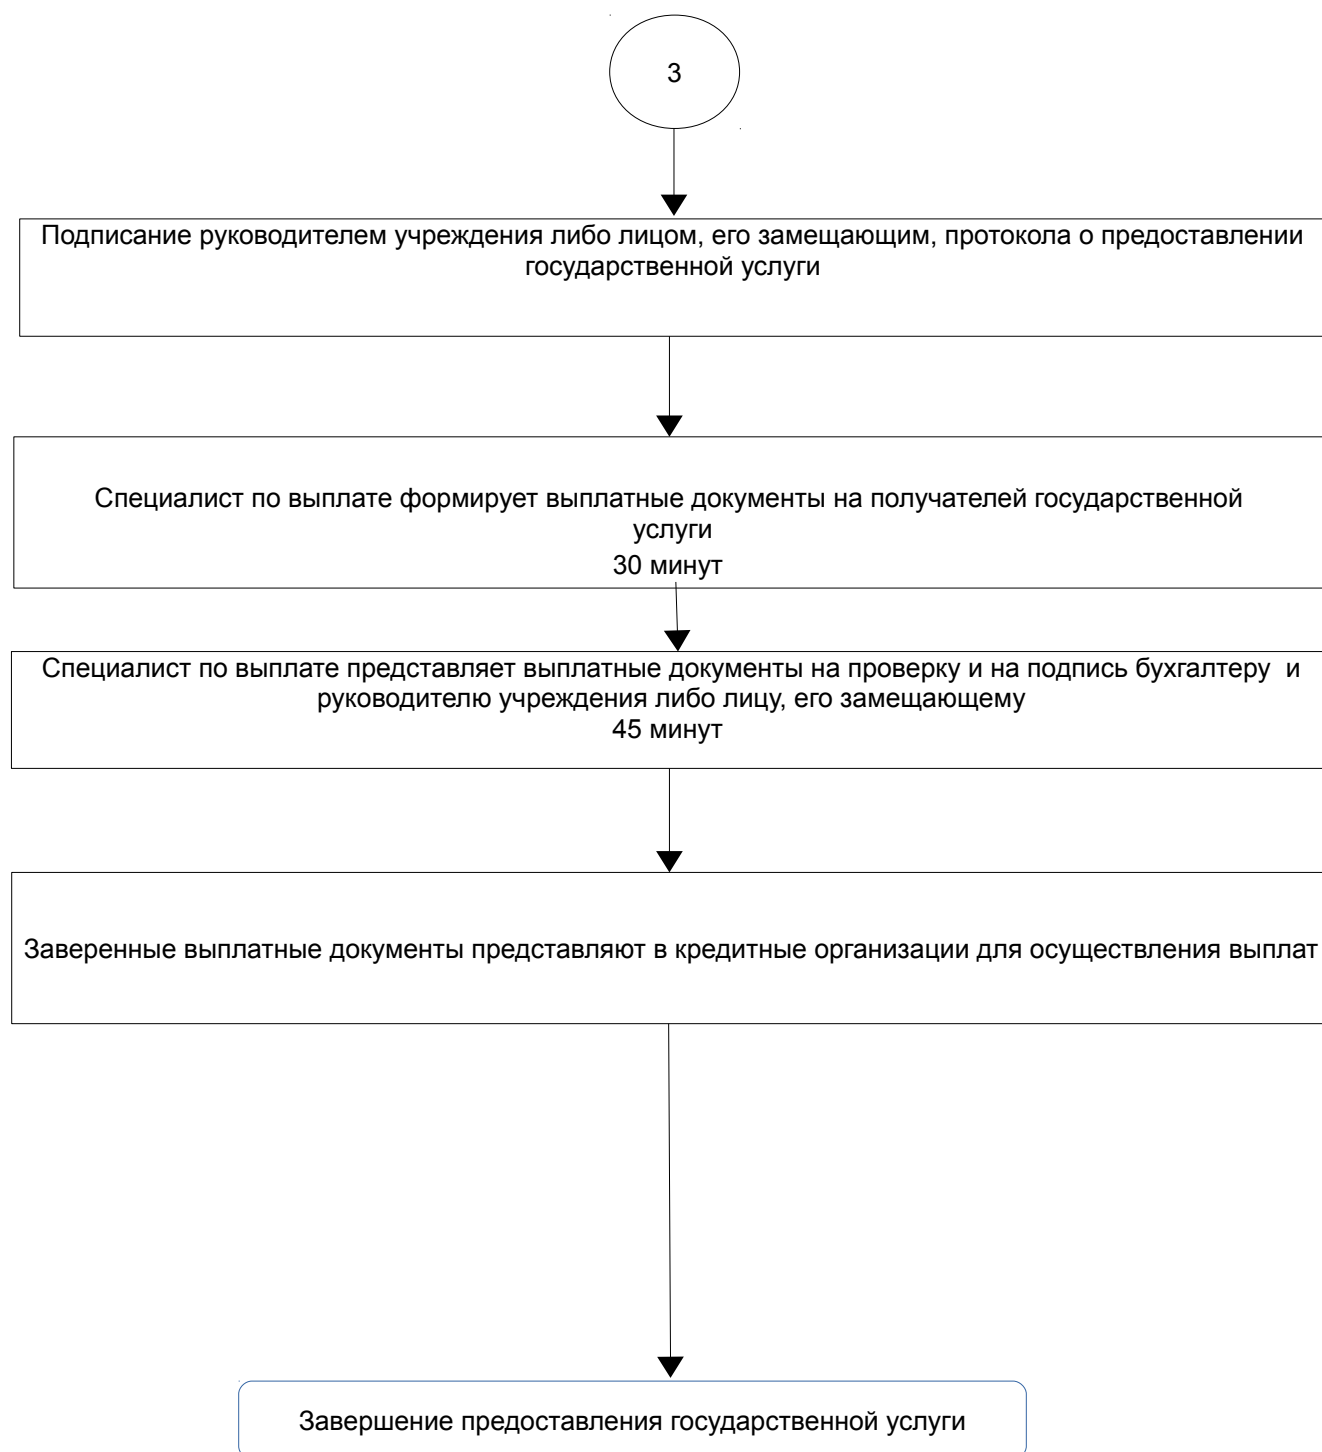 3
Подписание руководителем учреждения либо лицом, его замещающим, протокола о предоставлении
государственной услуги
Специалист по выплате формирует выплатные документы на получателей государственной
услуги
30 минут
Специалист по выплате представляет выплатные документы на проверку и на подпись бухгалтеру  и
руководителю учреждения либо лицу, его замещающему
45 минут
Заверенные выплатные документы представляют в кредитные организации для осуществления выплат
Завершение предоставления государственной услуги